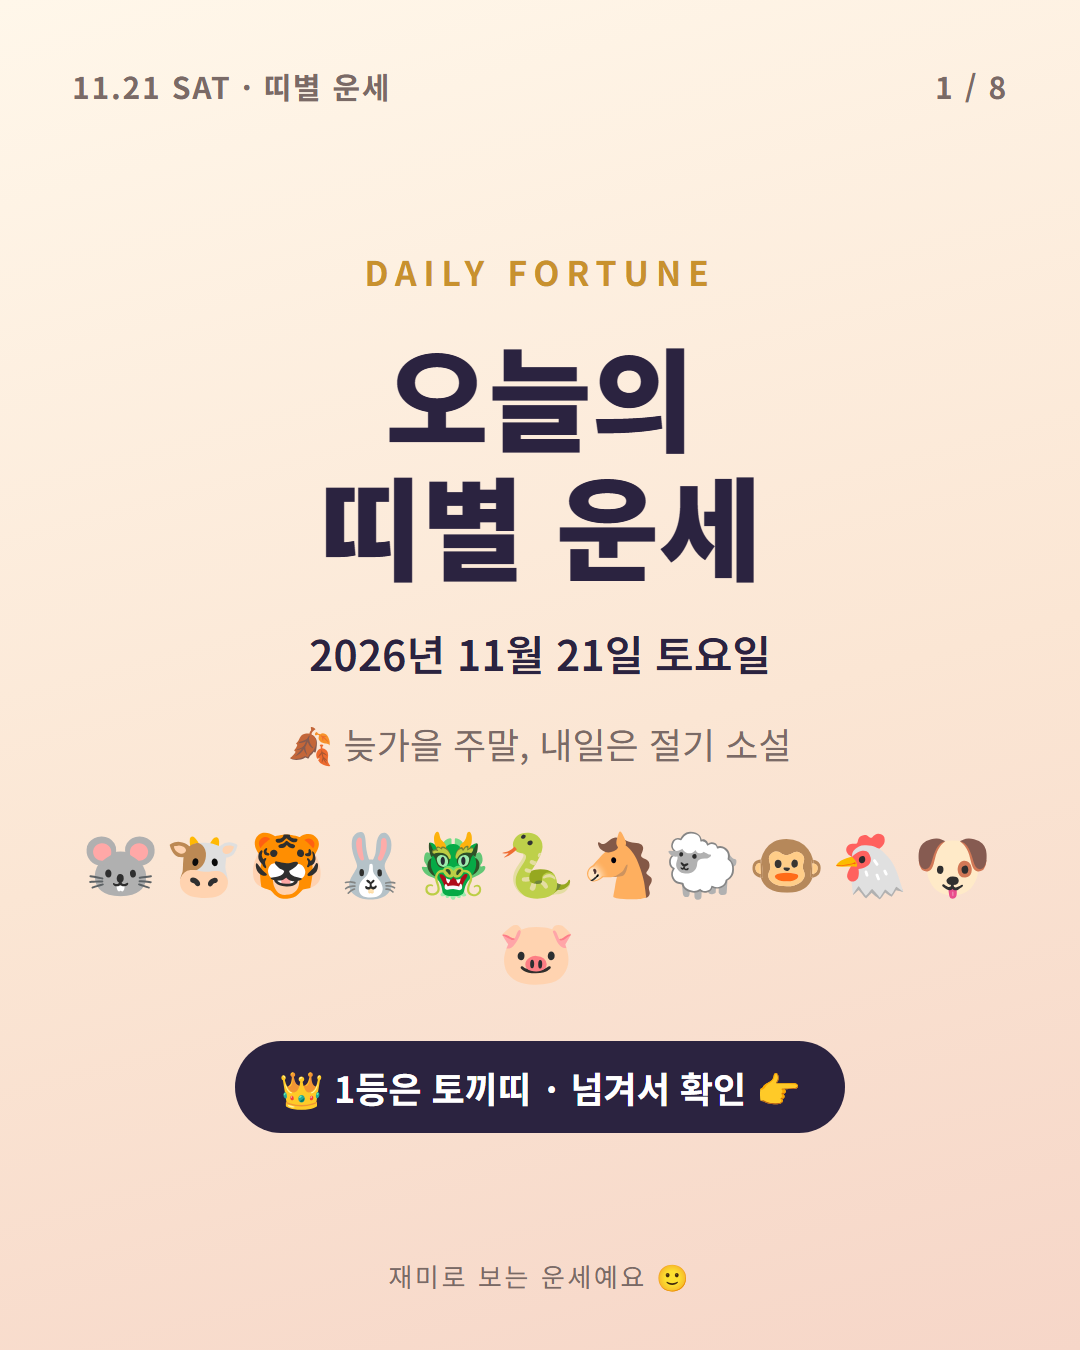 11.21 SAT · 띠별 운세
1 / 8
DAILY FORTUNE
오늘의
띠별 운세
2026년 11월 21일 토요일
🍂 늦가을 주말, 내일은 절기 소설
🐭🐮🐯🐰🐲🐍🐴🐑🐵🐔🐶
🐷
👑 1등은 토끼띠 · 넘겨서 확인 👉
재미로 보는 운세예요 🙂